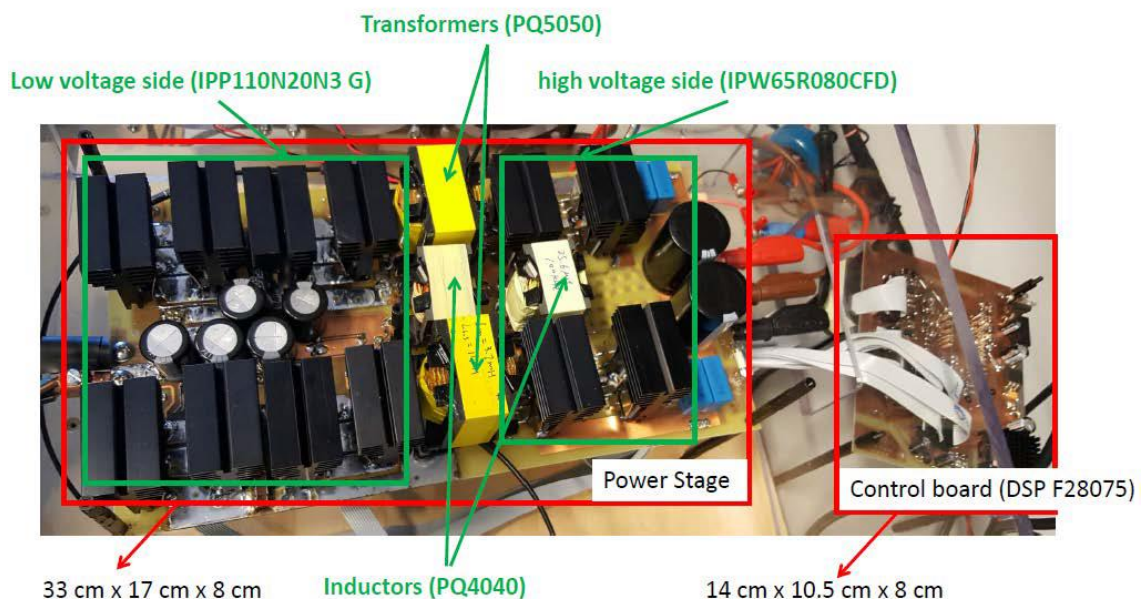 Transformers (PQ5050)
Low voltage side (IPP110N20N3 G)
high voltage side (IPW65R080CFD)
Power Stage
Control board (DSP F28075)
33 cm x 17 cm x 8 cm
Inductors (PQ4040)
14 cm x 10.5 cm x 8 cm